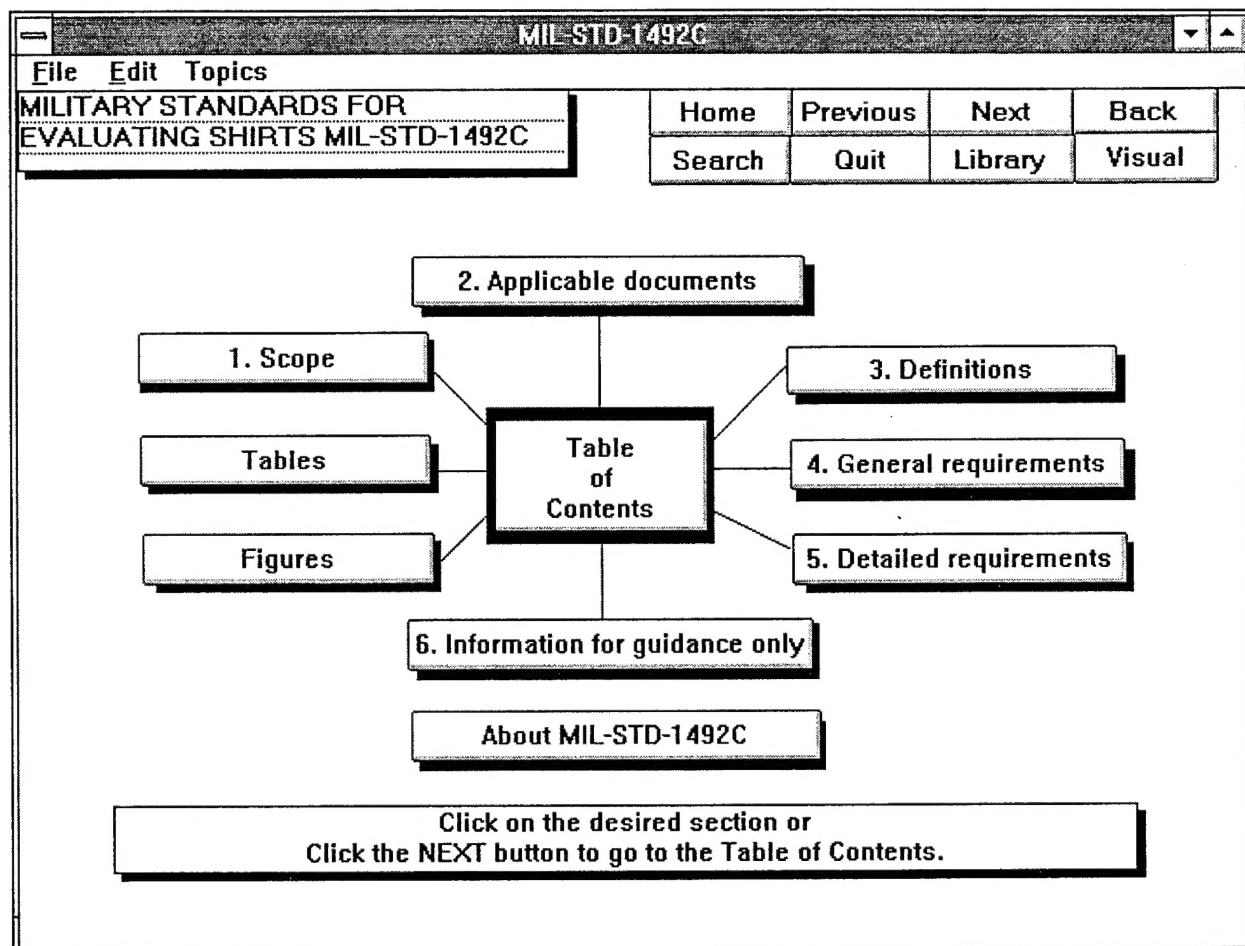 MIL-STD-1492C
File Edit Topics
MILITARY STANDARDS FOR
EVALUATING SHIRTS MIL-STD-1492C
Home Previous Next Back
Search Quit Library Visual
2. Applicable documents
1. Scope
3. Definitions
Tables
Table
of
Contents
4. General requirements
Figures
5. Detailed requirements
6. Information for guidance only
About MIL-STD-1492C
Click on the desired section or
Click the NEXT button to go to the Table of Contents.